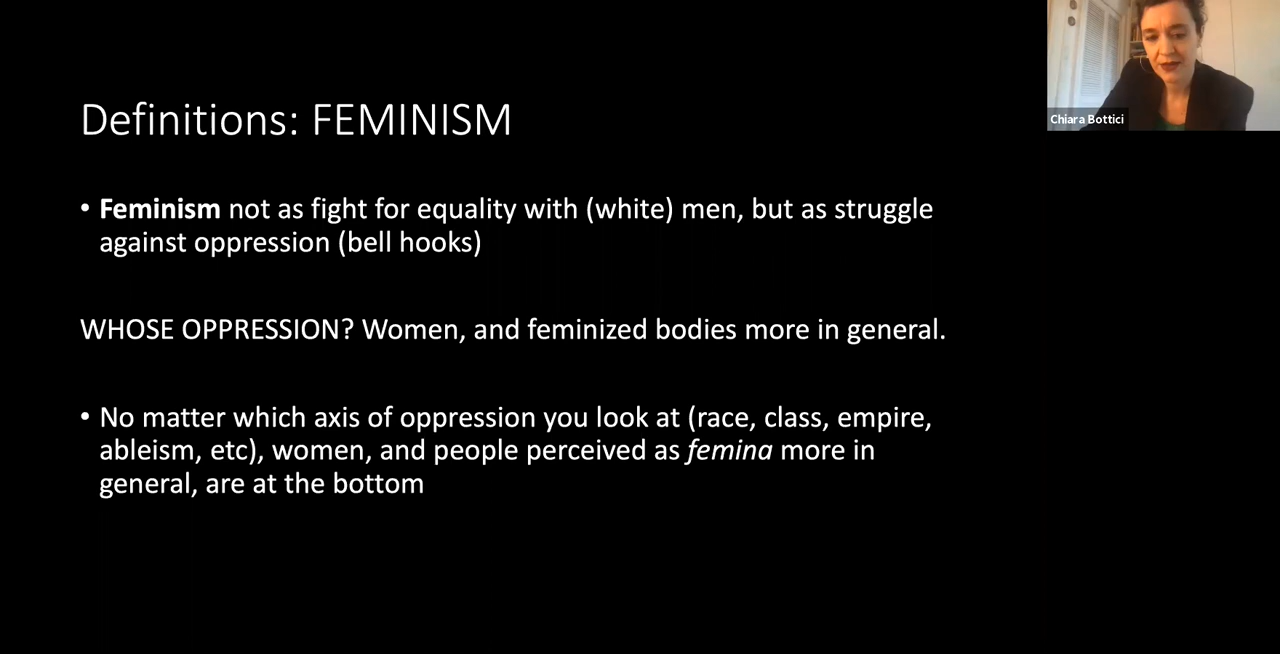 Definitions: FEMINISM
• Feminism not as fight for equality with (white) men, but as struggle
against oppression (bell hooks)
WHOSE OPPRESSION? Women, and feminized bodies more in general.
• No matter which axis of oppression you look at (race, class, empire,
ableism, etc), women, and people perceived as femina more in
general, are at the bottom
Chiara Bottici